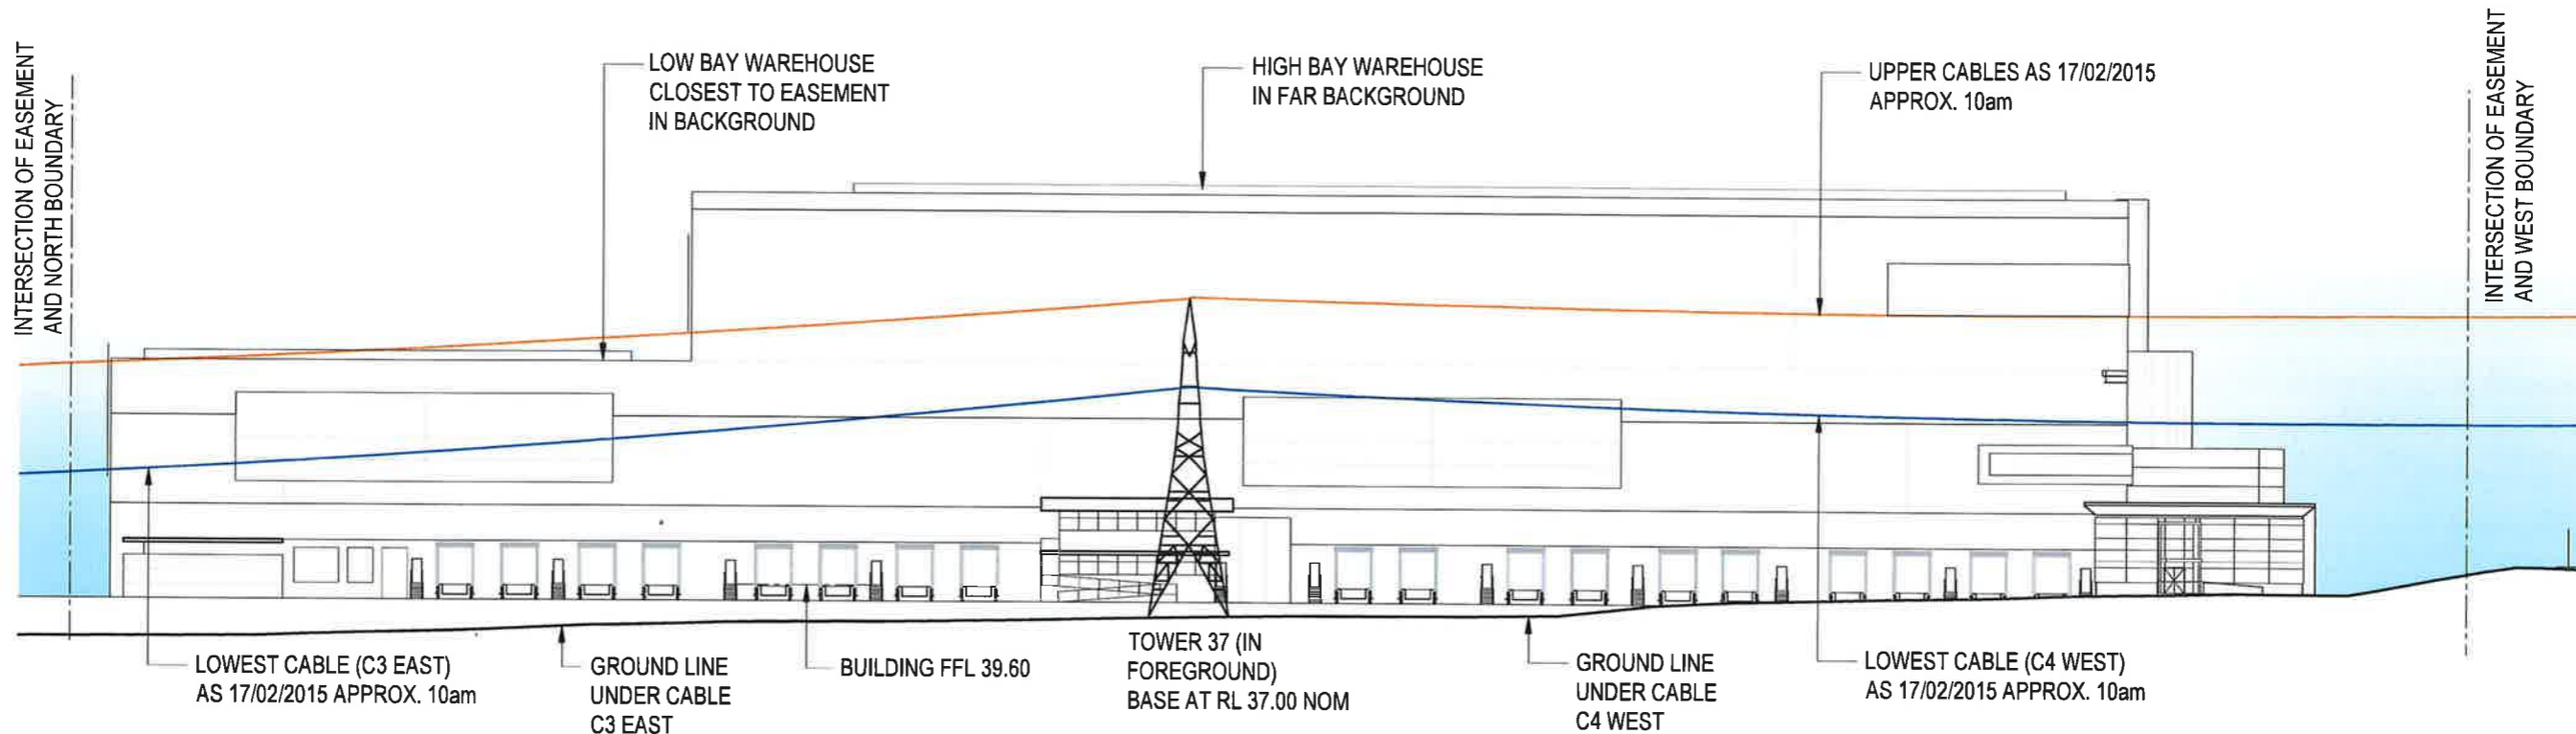 INTERSECTION OF EASEMENT
AND NORTH BOUNDARY
LOW BAY WAREHOUSE
CLOSEST TO EASEMENT
IN BACKGROUND
HIGH BAY WAREHOUSE
IN FAR BACKGROUND
UPPER CABLES AS 17/02/2015
APPROX. 10am
INTERSECTION OF EASEMENT
AND WEST BOUNDARY
LOWEST CABLE (C3 EAST)
AS 17/02/2015 APPROX. 10am
GROUND LINE
UNDER CABLE
C3 EAST
BUILDING FFL 39.60
TOWER 37 (IN
FOREGROUND)
BASE AT RL 37.00 NOM
GROUND LINE
UNDER CABLE
C4 WEST
LOWEST CABLE (C4 WEST)
AS 17/02/2015 APPROX. 10am